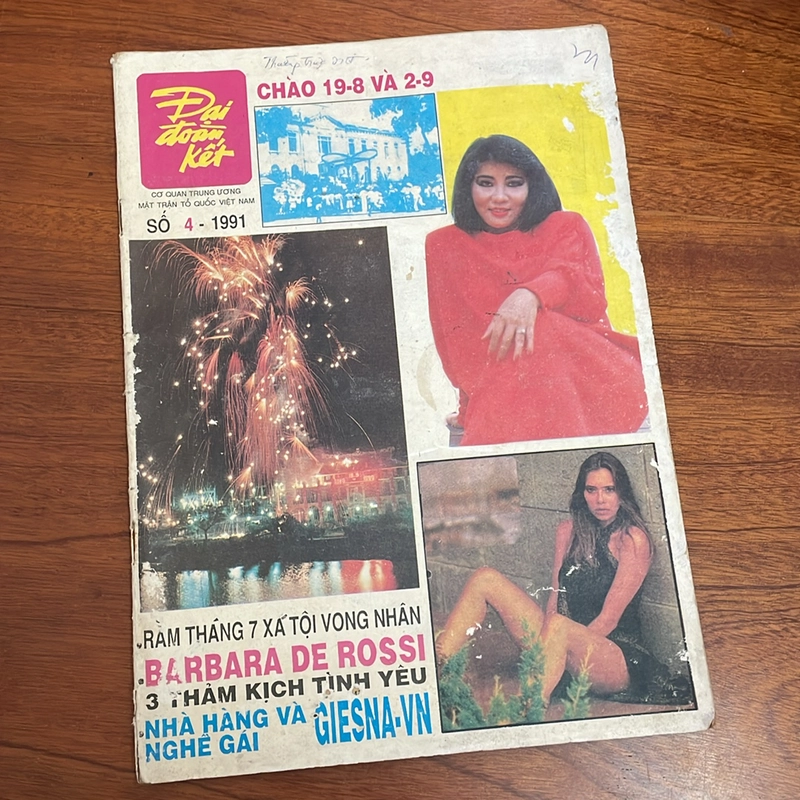 CHÀO 19-8 VÀ 2-9
Đại
đoàn
kết
CƠ QUAN TRUNG ƯƠNG
MẶT TRẬN TỔ QUỐC VIỆT NAM
SỐ 4 - 1991
RẰM THÁNG 7 XÁ TỘI VONG NHÂN
BARBARA DE ROSSI
3 THẢM KỊCH TÌNH YÊU
NHÀ HÀNG VÀ
NGHỀ GÁI
GIESNA-VN